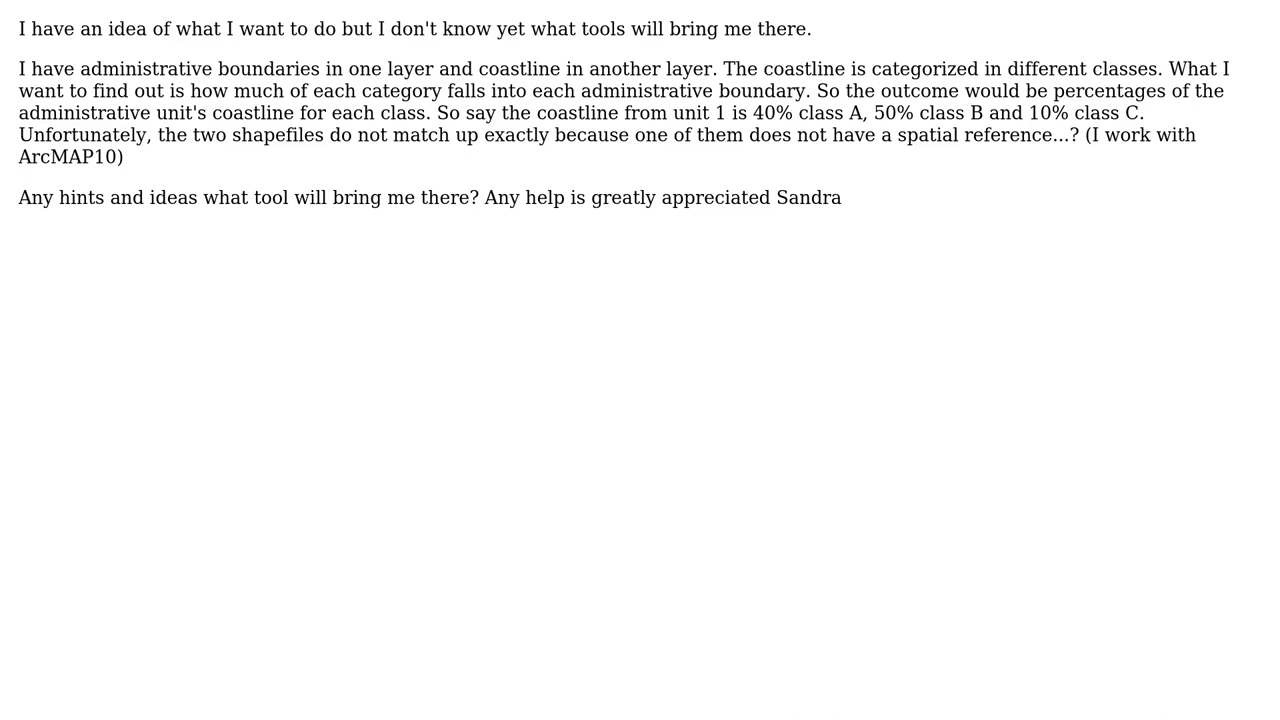 I have an idea of what I want to do but I don't know yet what tools will bring me there.
I have administrative boundaries in one layer and coastline in another layer. The coastline is categorized in different classes. What I
want to find out is how much of each category falls into each administrative boundary. So the outcome would be percentages of the
administrative unit's coastline for each class. So say the coastline from unit 1 is 40% class A, 50% class B and 10% class C.
Unfortunately, the two shapefiles do not match up exactly because one of them does not have a spatial reference...? (I work with
ArcMAP10)
Any hints and ideas what tool will bring me there? Any help is greatly appreciated Sandra